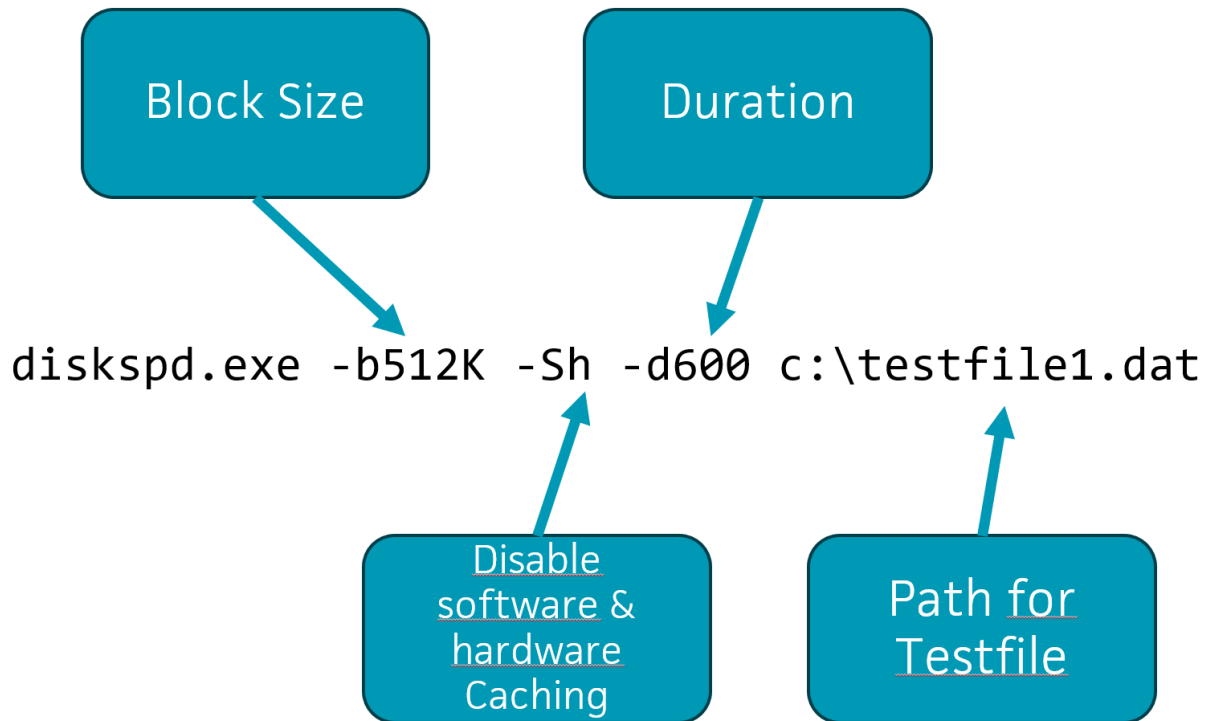 Block Size
Duration
diskspd.exe -b512K -Sh -d600 c:\testfile1.dat
Disable
software &
hardware
Caching
Path for
Testfile